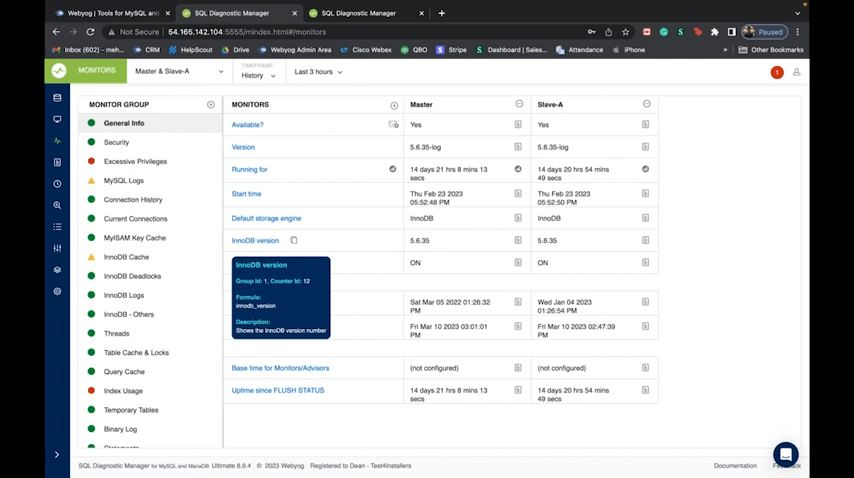 Webyog | Tools for MySQL and
SQL Diagnostic Manager
SQL Diagnostic Manager
Not Secure
54.165.142.104:5555/mindex.html#/monitors
Paused
Inbox (602) – meh...
CRM
HelpScout
Drive
Webyog Admin Area
Cisco Webex
QBO
Stripe
Dashboard | Sales...
Attendance
iPhone
»
Other Bookmarks
MONITORS
Master & Slave-A
TIMEFRAME
History
Last 3 hours
1
MONITOR GROUP
General Info
Security
Excessive Privileges
MySQL Logs
Connection History
Current Connections
MyISAM Key Cache
InnoDB Cache
InnoDB Deadlocks
InnoDB Logs
InnoDB - Others
Threads
Table Cache & Locks
Query Cache
Index Usage
Temporary Tables
Binary Log
Statements
MONITORS
Master
Slave-A
Available?
Yes
Yes
Version
5.6.35-log
5.6.35-log
Running for
14 days 21 hrs 8 mins 13
secs
14 days 20 hrs 54 mins
49 secs
Start time
Thu Feb 23 2023
05:52:48 PM
Thu Feb 23 2023
05:52:50 PM
Default storage engine
InnoDB
InnoDB
InnoDB version
5.6.35
5.6.35
ON
ON
InnoDB version
Group Id: 1, Counter Id: 12
Formula:
innodb_version
Description:
Shows the InnoDB version number
Sat Mar 05 2022 01:26:32
PM
Wed Jan 04 2023
01:26:54 PM
Fri Mar 10 2023 03:01:01
PM
Fri Mar 10 2023 02:47:39
PM
Base time for Monitors/Advisors
(not configured)
(not configured)
Uptime since FLUSH STATUS
14 days 21 hrs 8 mins 13
secs
14 days 20 hrs 54 mins
49 secs
SQL Diagnostic Manager for MySQL and MariaDB Ultimate 8.9.4 © 2023 Webyog Registered to Dean - Test4Installers
Documentation
Feedback